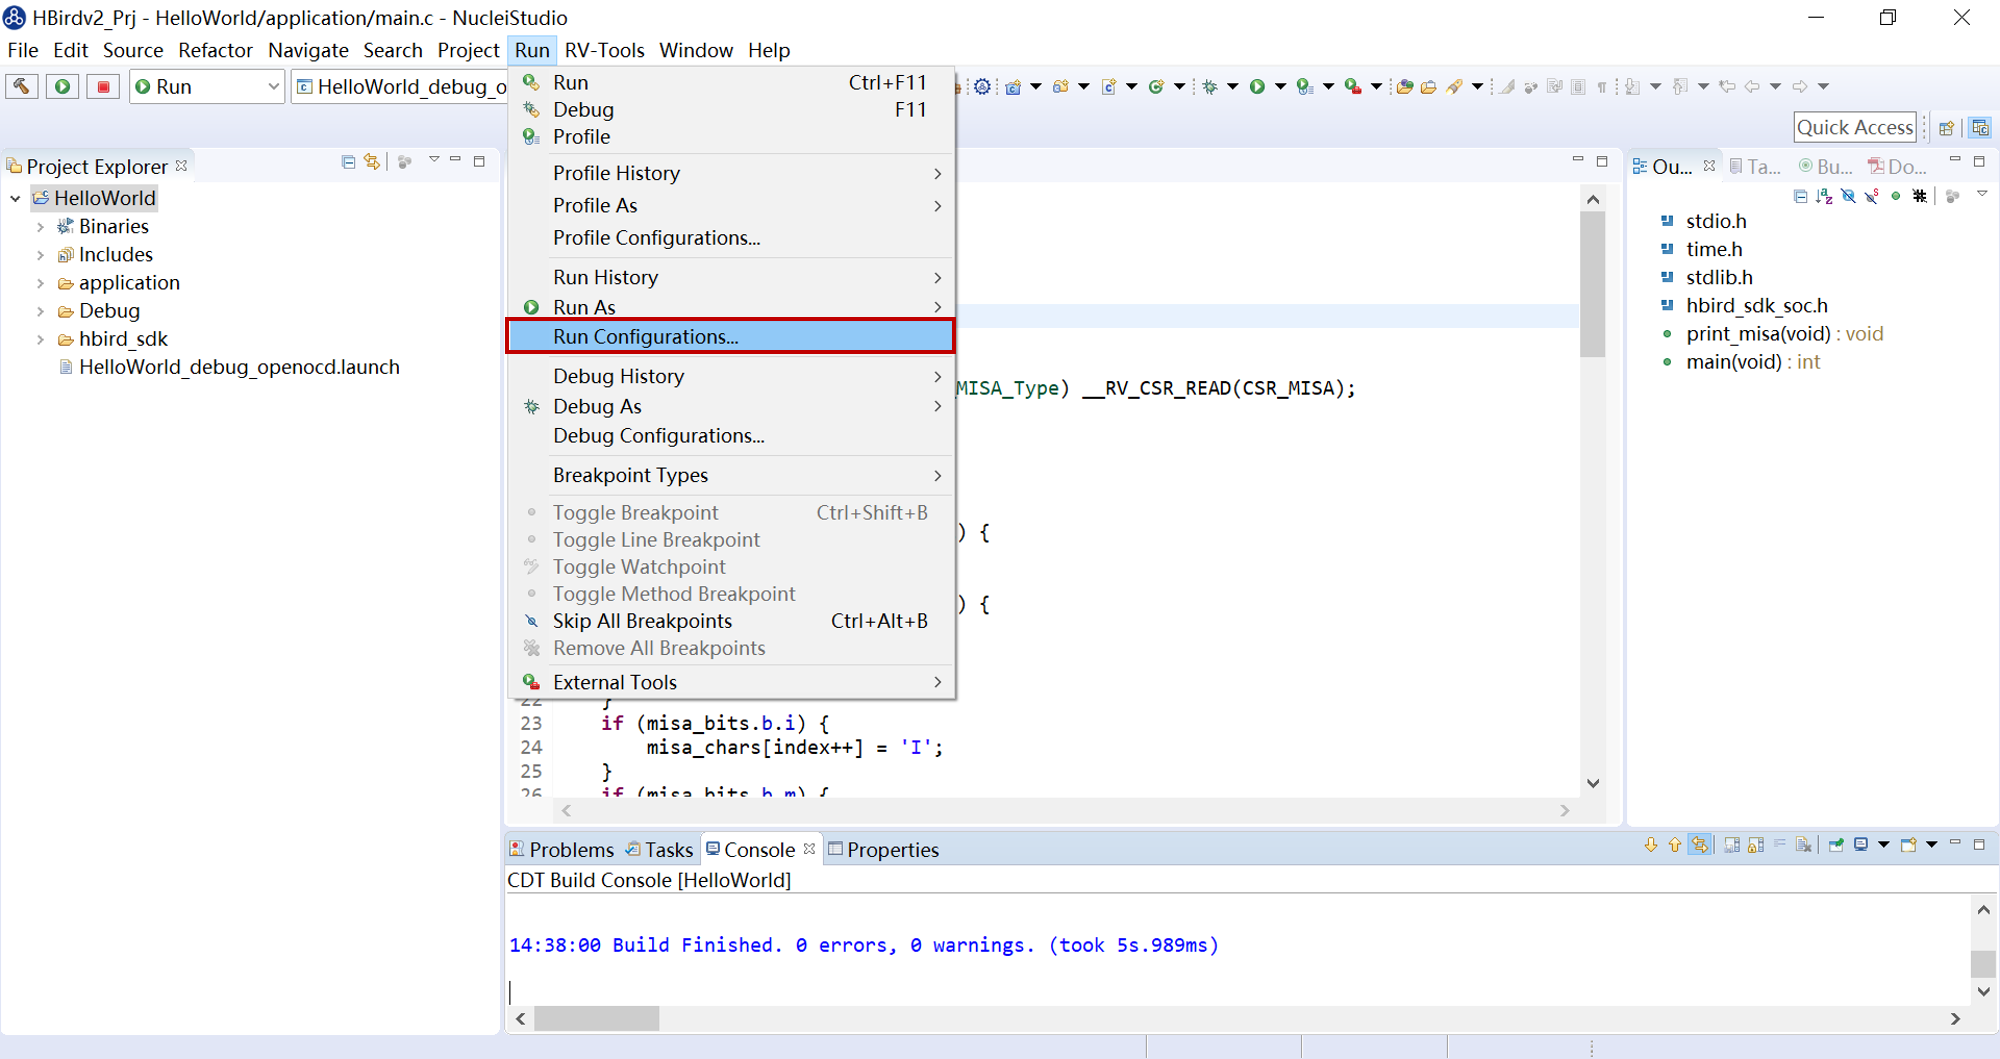 HBirdv2_Prj - HelloWorld/application/main.c - NucleiStudio
File Edit Source Refactor Navigate Search Project Run RV-Tools Window Help
Run
HelloWorld_debug_o
Quick Access
Project Explorer
HelloWorld
Binaries
Includes
application
Debug
hbird_sdk
HelloWorld_debug_openocd.launch
Run Ctrl+F11
Debug F11
Profile
Profile History
Profile As
Profile Configurations...
Run History
Run As
Run Configurations...
Debug History
Debug As
Debug Configurations...
Breakpoint Types
Toggle Breakpoint Ctrl+Shift+B
Toggle Line Breakpoint
Toggle Watchpoint
Toggle Method Breakpoint
Skip All Breakpoints Ctrl+Alt+B
Remove All Breakpoints
External Tools
MISA_Type) __RV_CSR_READ(CSR_MISA);
) {
) {
22 }
23 if (misa_bits.b.i) {
24 misa_chars[index++] = 'I';
25 }
26 if (misa_bits.b.m) {
Ou... Ta... Bu... Do...
stdio.h
time.h
stdlib.h
hbird_sdk_soc.h
print_misa(void) : void
main(void) : int
Problems Tasks Console Properties
CDT Build Console [HelloWorld]
14:38:00 Build Finished. 0 errors, 0 warnings. (took 5s.989ms)